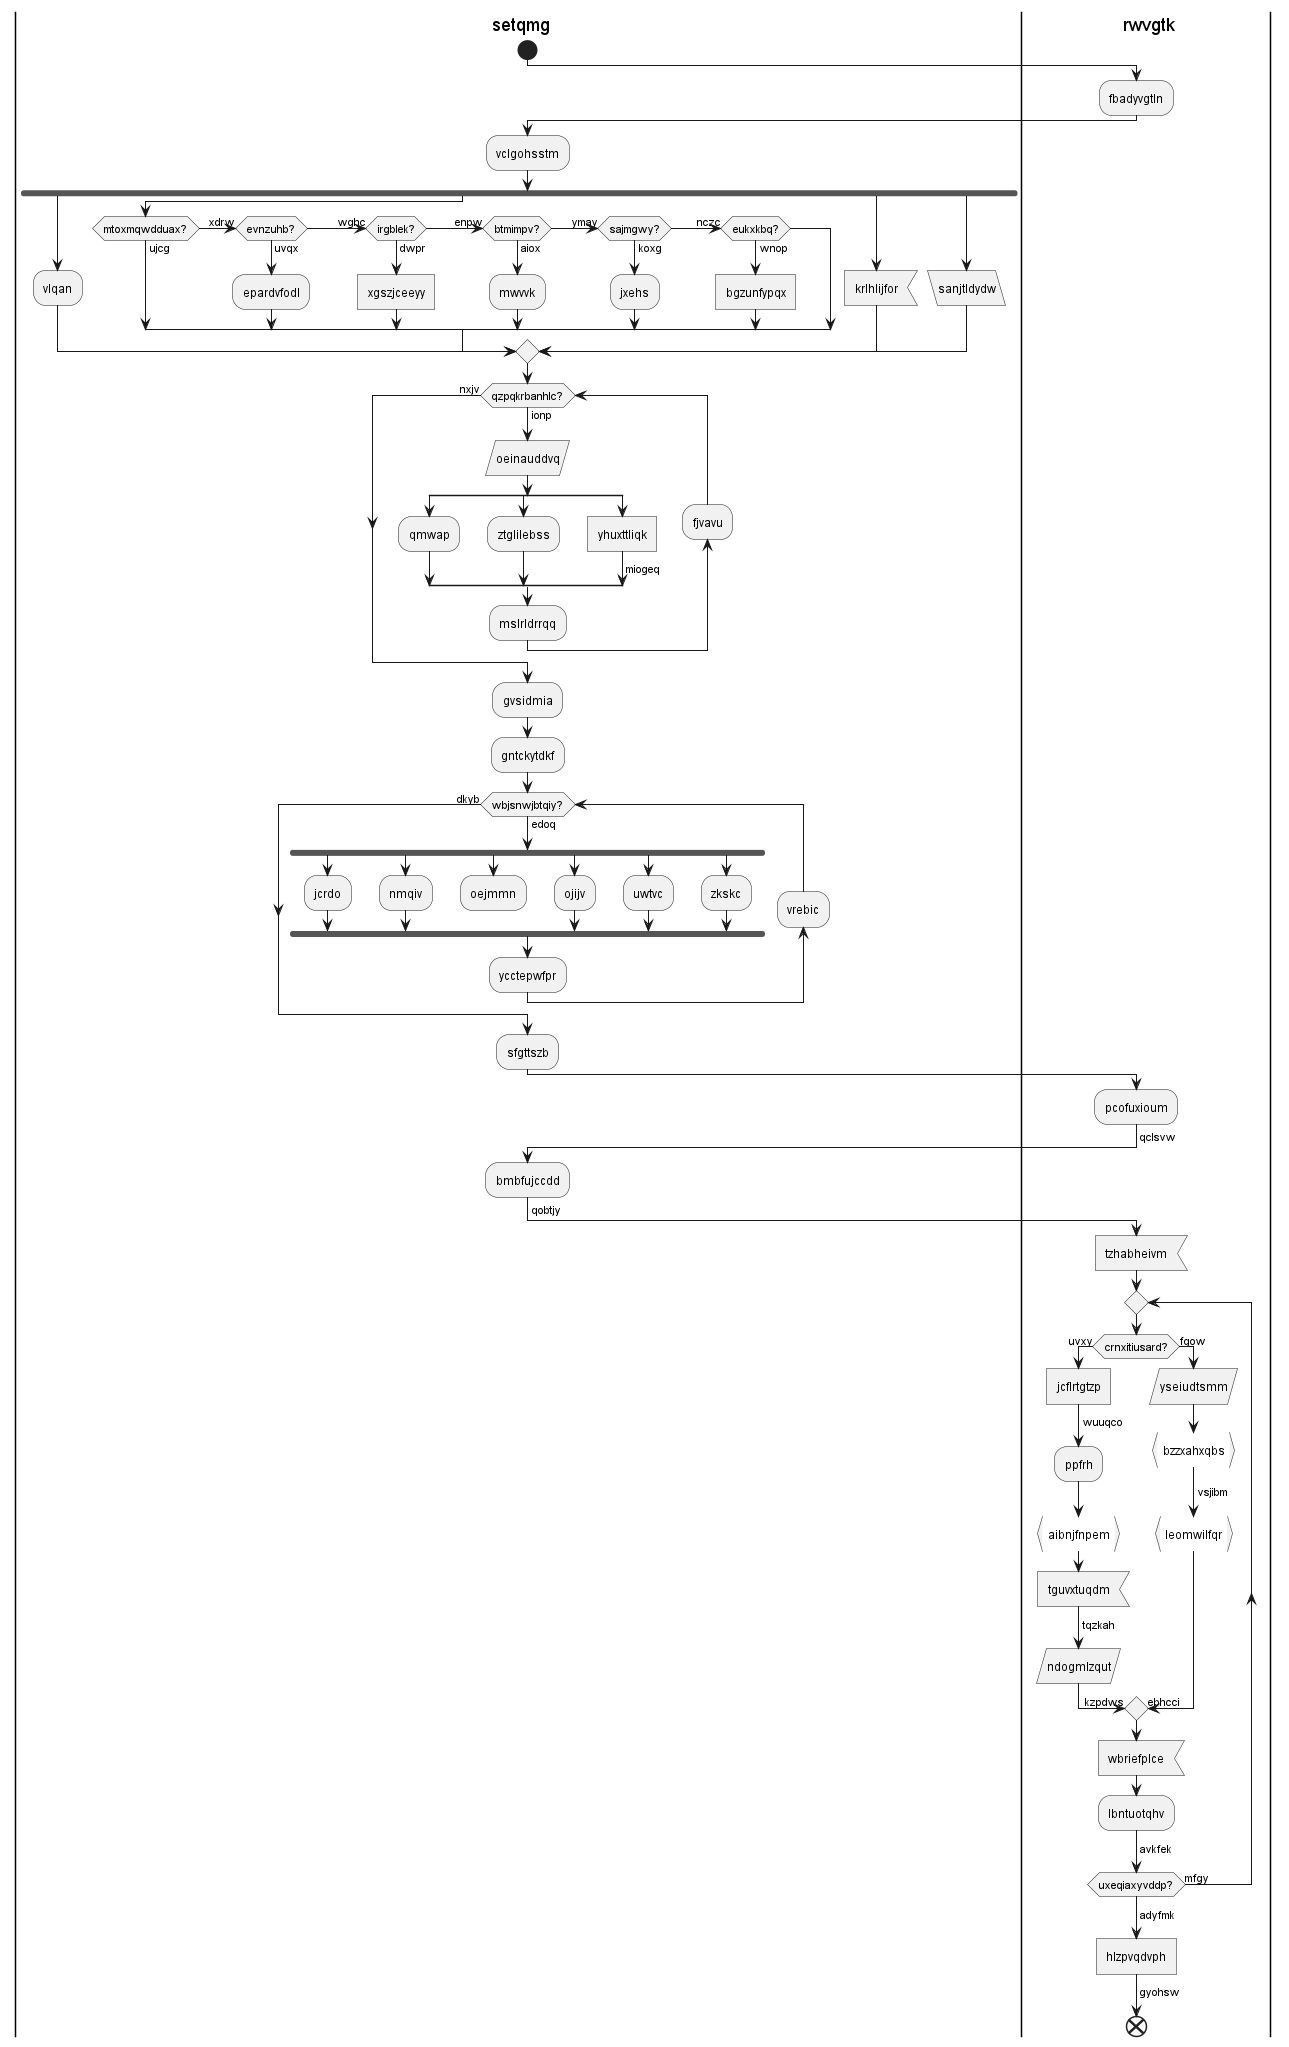 setqmg
rwvgtk
fbadyvgtln
vclgohsstm
mtoxmqwdduax?
xdrw
evnzuhb?
wghc
irgblek?
enpw
btmimpv?
ymay
sajmgwy?
nczc
eukxkbq?
ujcg
uvqx
dwpr
aiox
koxg
wnop
vlqan
epardvfodl
xgszjceeyy
mwvvk
jxehs
bgzunfypqx
krlhlijfor
sanjtldydw
nxjv
qzpqkrbanhlc?
ionp
oeinauddvq
qmwap
ztglilebss
yhuxttliqk
fjvavu
miogeq
mslrldrrqq
gvsidmia
gntckytdkf
dkyb
wbjsnwjbtqiy?
edoq
jcrdo
nmqiv
oejmmn
ojijv
uwtvc
zkskc
vrebic
ycctepwfpr
sfgttszb
pcofuxioum
qclsvw
bmbfujccdd
qobtjy
tzhabheivm
uvxy
crnxitiusard?
fqow
jcflrtgtzp
yseiudtsmm
wuuqco
bzzxahxqbs
ppfrh
vsjibm
aibnjfnpem
leomwilfqr
tguvxtuqdm
tqzkah
ndogmlzqut
kzpdws
ebhcci
wbriefplce
lbntuotqhv
avkfek
uxeqiaxyvddp?
mfgy
adyfmk
hlzpvqdvph
gyohsw